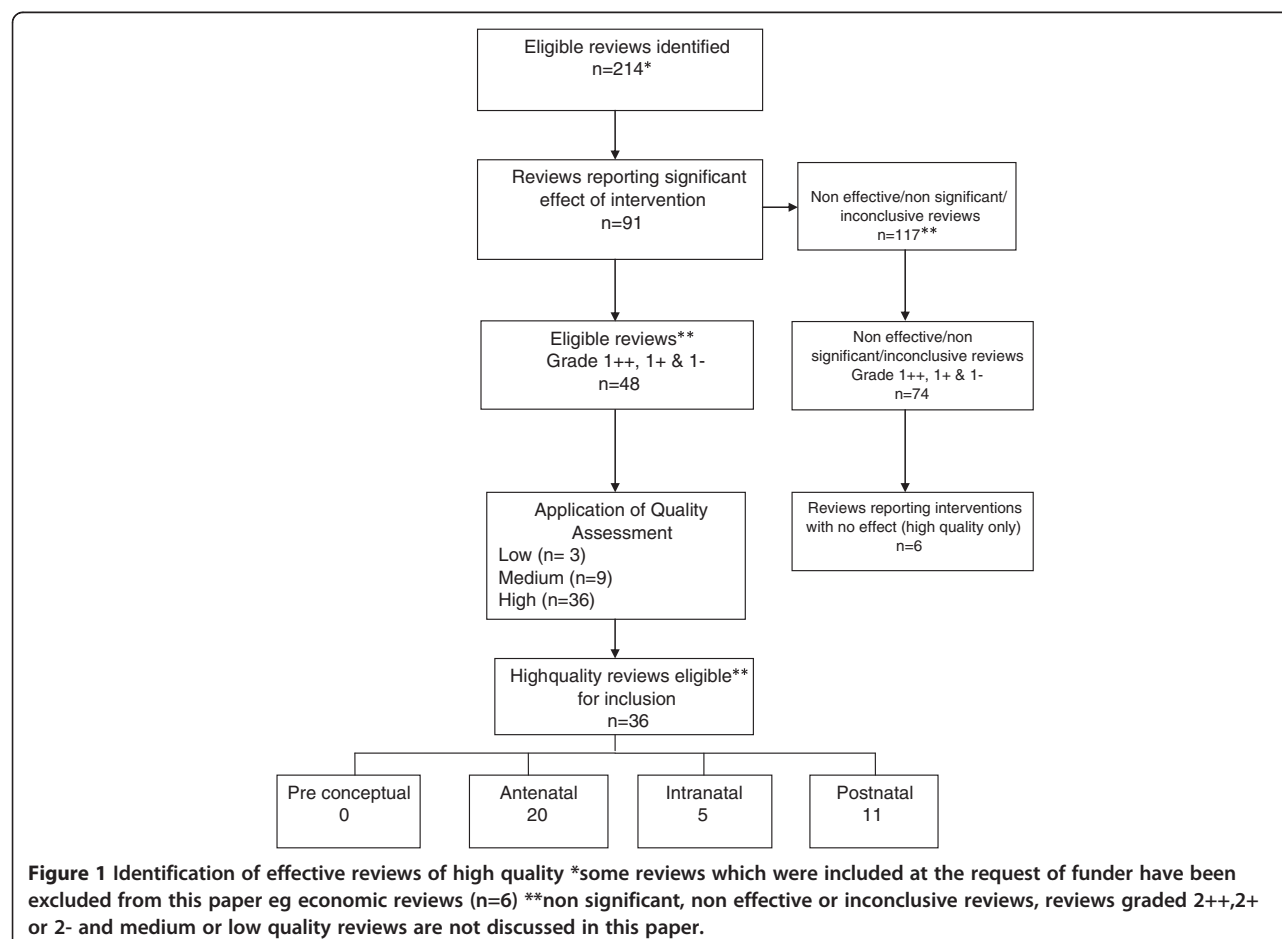 Eligible reviews identified
n=214*
Reviews reporting significant
effect of intervention
n=91
Non effective/non significant/
inconclusive reviews
n=117**
Eligible reviews**
Grade 1++, 1+ & 1-
n=48
Non effective/non
significant/inconclusive reviews
Grade 1++, 1+ & 1-
n=74
Application of Quality
Assessment
Low (n= 3)
Medium (n=9)
High (n=36)
Reviews reporting interventions
with no effect (high quality only)
n=6
Highquality reviews eligible**
for inclusion
n=36
Pre conceptual
0
Antenatal
20
Intranatal
5
Postnatal
11
Figure 1 Identification of effective reviews of high quality *some reviews which were included at the request of funder have been
excluded from this paper eg economic reviews (n=6) **non significant, non effective or inconclusive reviews, reviews graded 2++,2+
or 2- and medium or low quality reviews are not discussed in this paper.